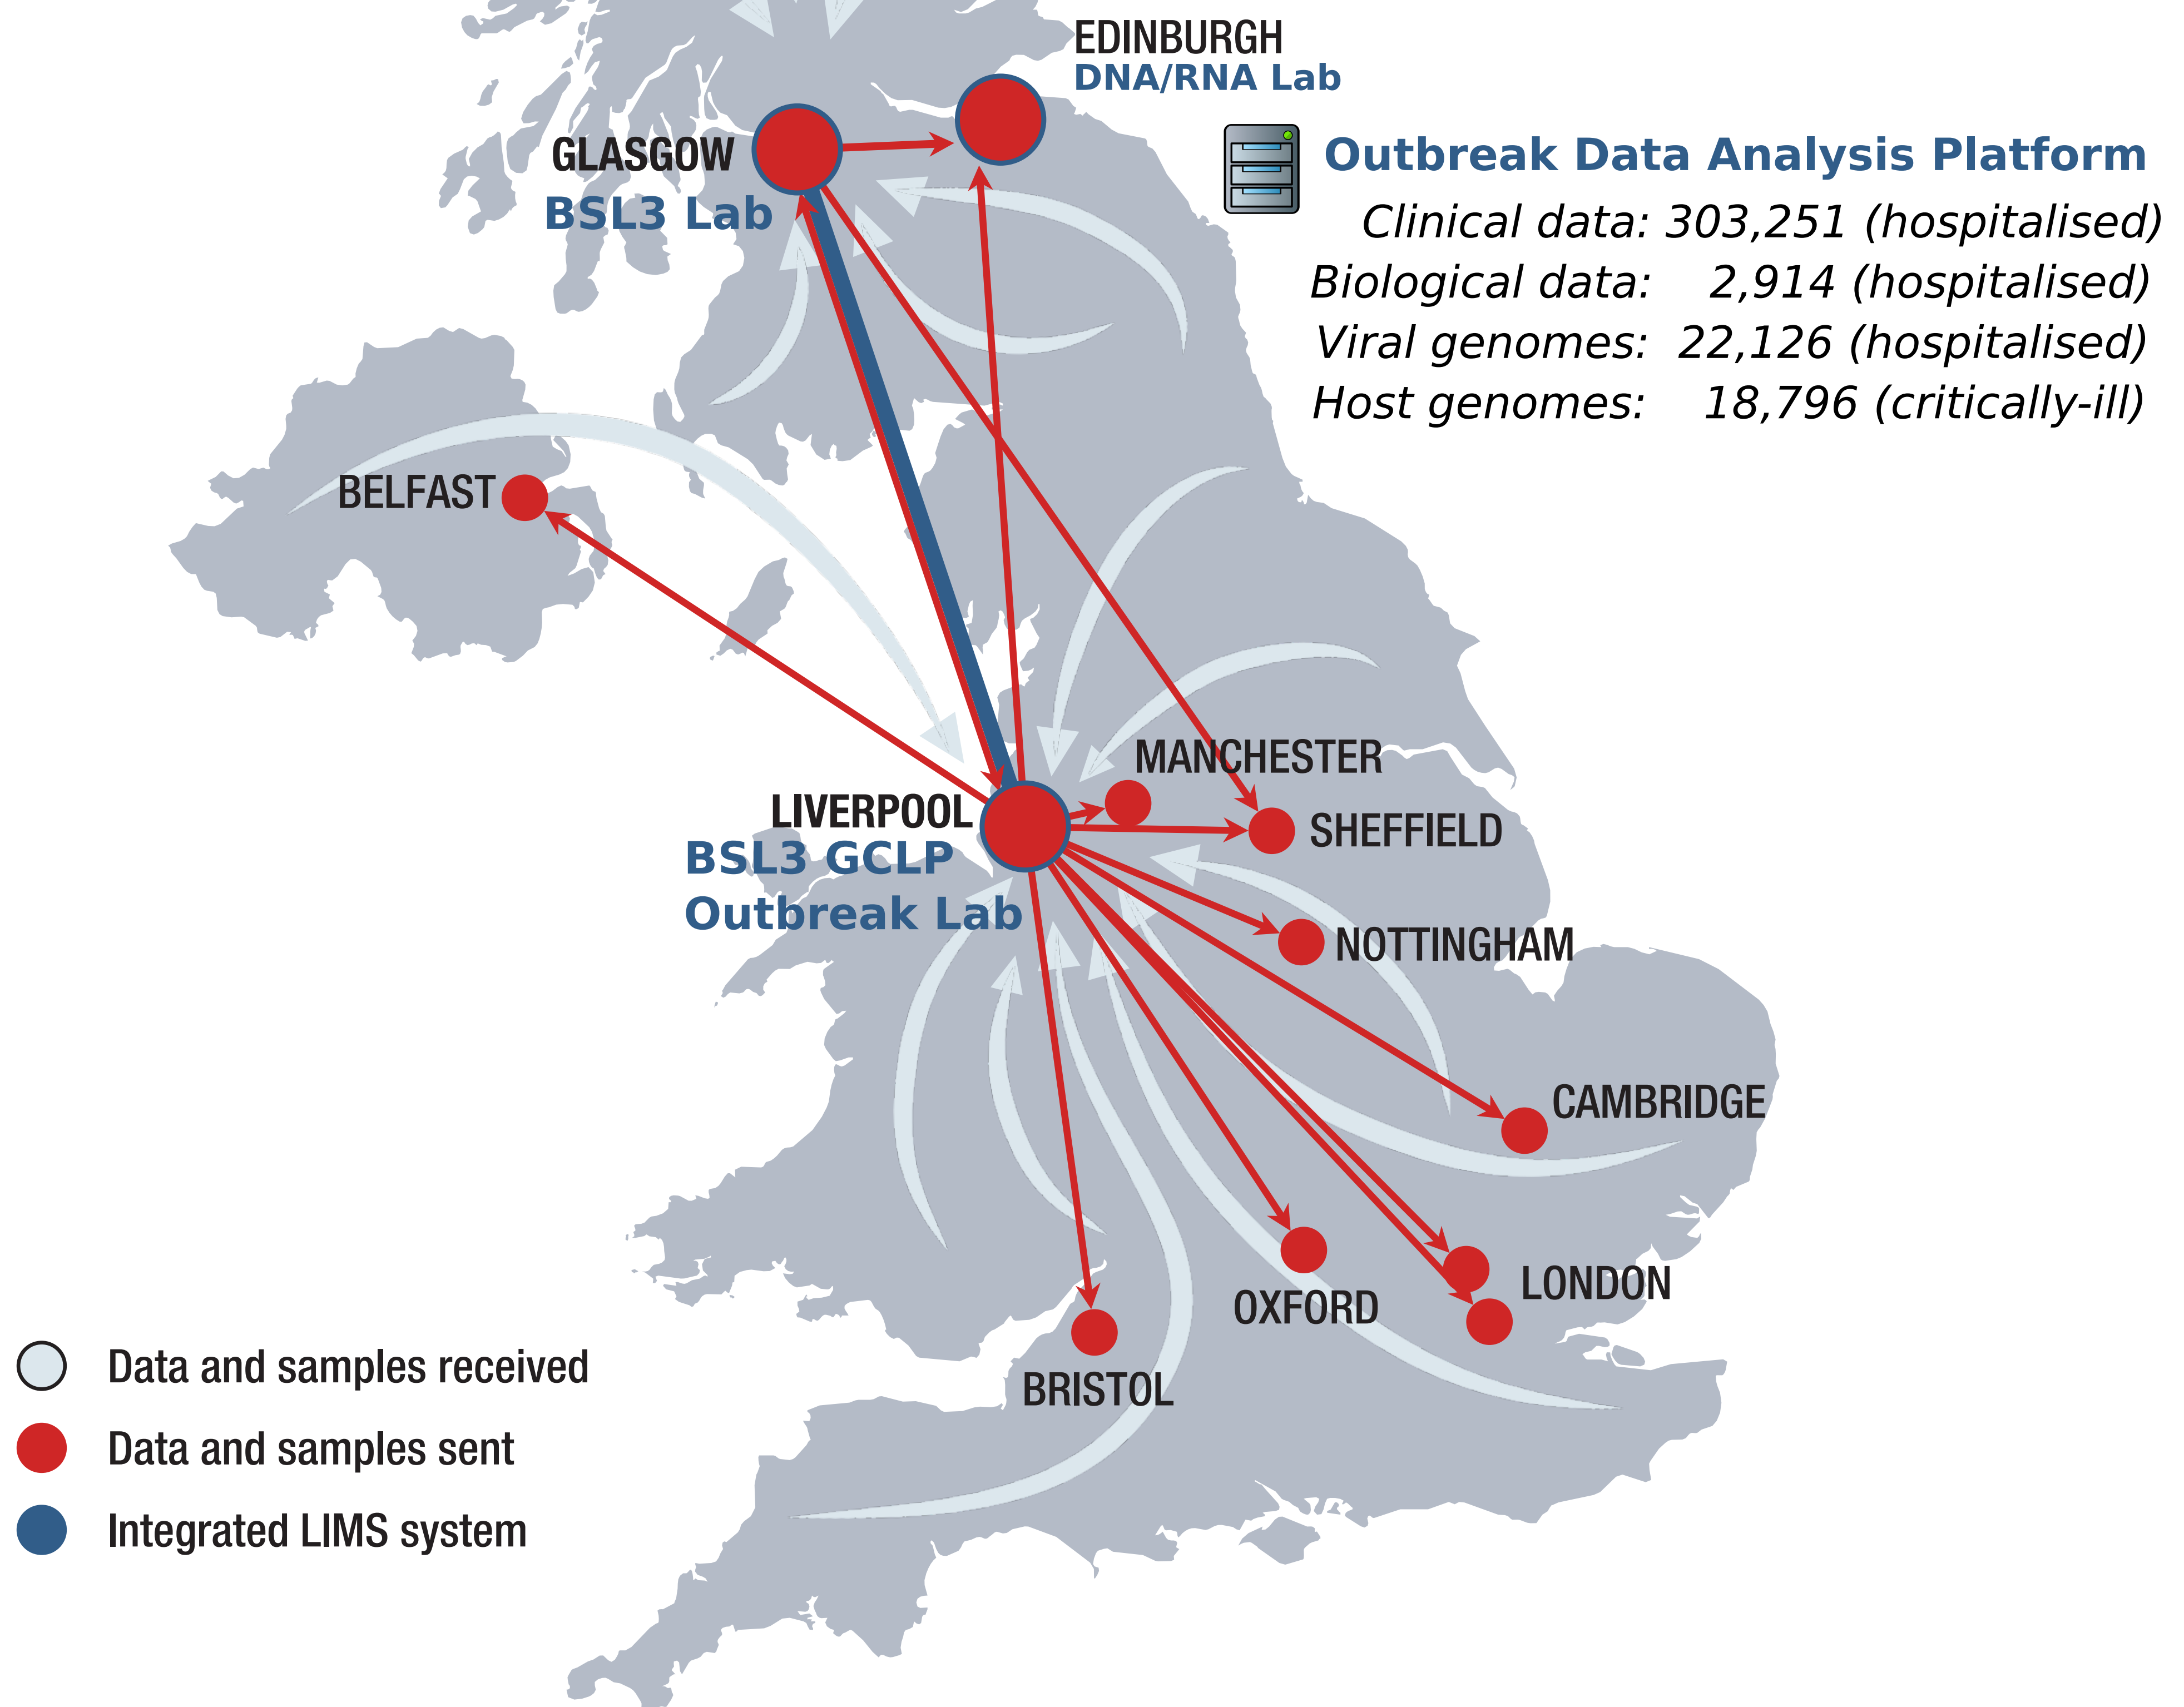 EDINBURGH
DNA/RNA Lab
GLASGOW
BSL3 Lab
Outbreak Data Analysis Platform
Clinical data: 303,251 (hospitalised)
Biological data: 2,914 (hospitalised)
Viral genomes: 22,126 (hospitalised)
Host genomes: 18,796 (critically-ill)
BELFAST
MANCHESTER
LIVERPOOL
BSL3 GCLP
Outbreak Lab
SHEFFIELD
NOTTINGHAM
CAMBRIDGE
LONDON
OXFORD
BRISTOL
Data and samples received
Data and samples sent
Integrated LIMS system